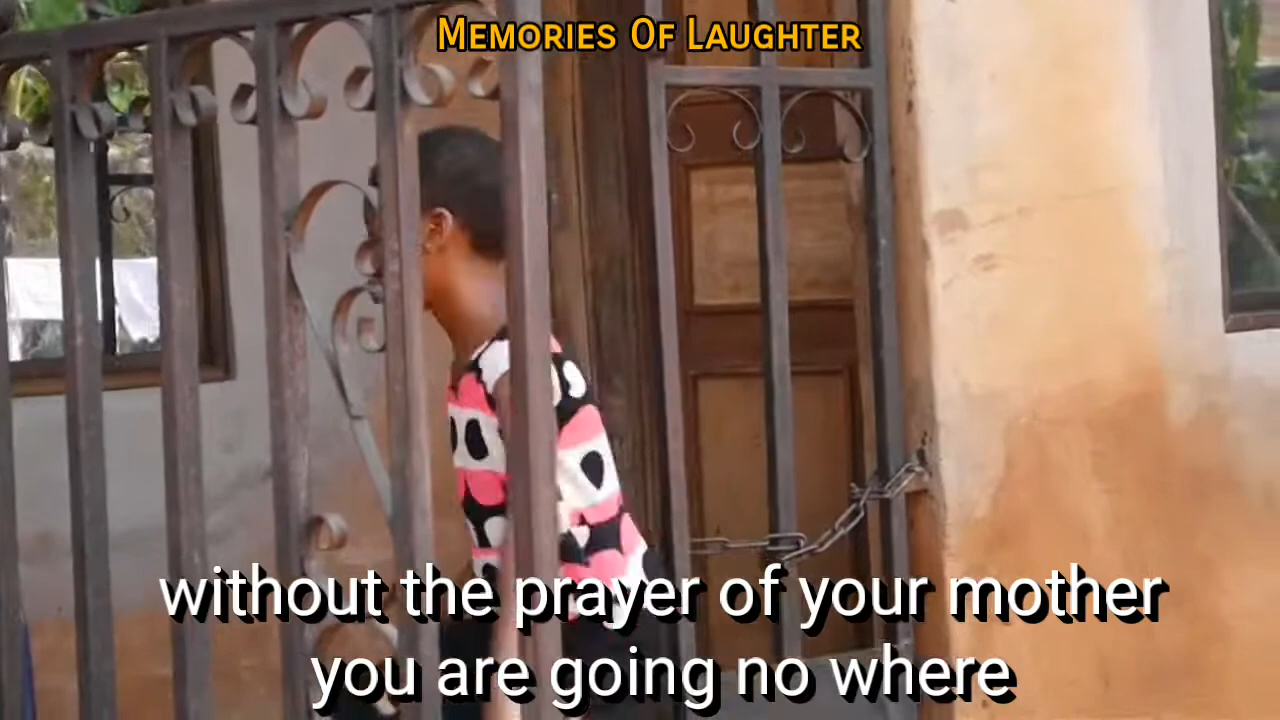 Memories Of Laughter
without the prayer of your mother
you are going no where